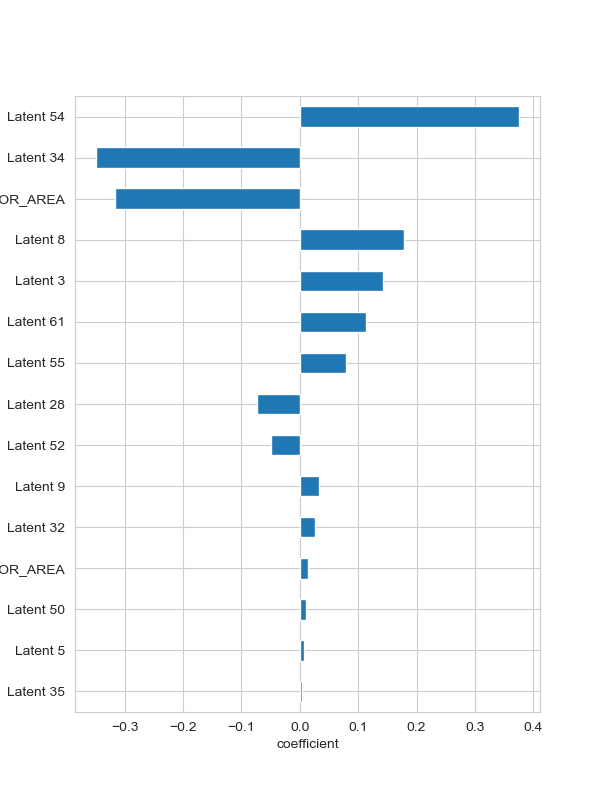 Latent 54
Latent 34
OR_AREA
Latent 8
Latent 3
Latent 61
Latent 55
Latent 28
Latent 52
Latent 9
Latent 32
OR_AREA
Latent 50
Latent 5
Latent 35
−0.3 −0.2 −0.1 0.0 0.1 0.2 0.3 0.4
coefficient